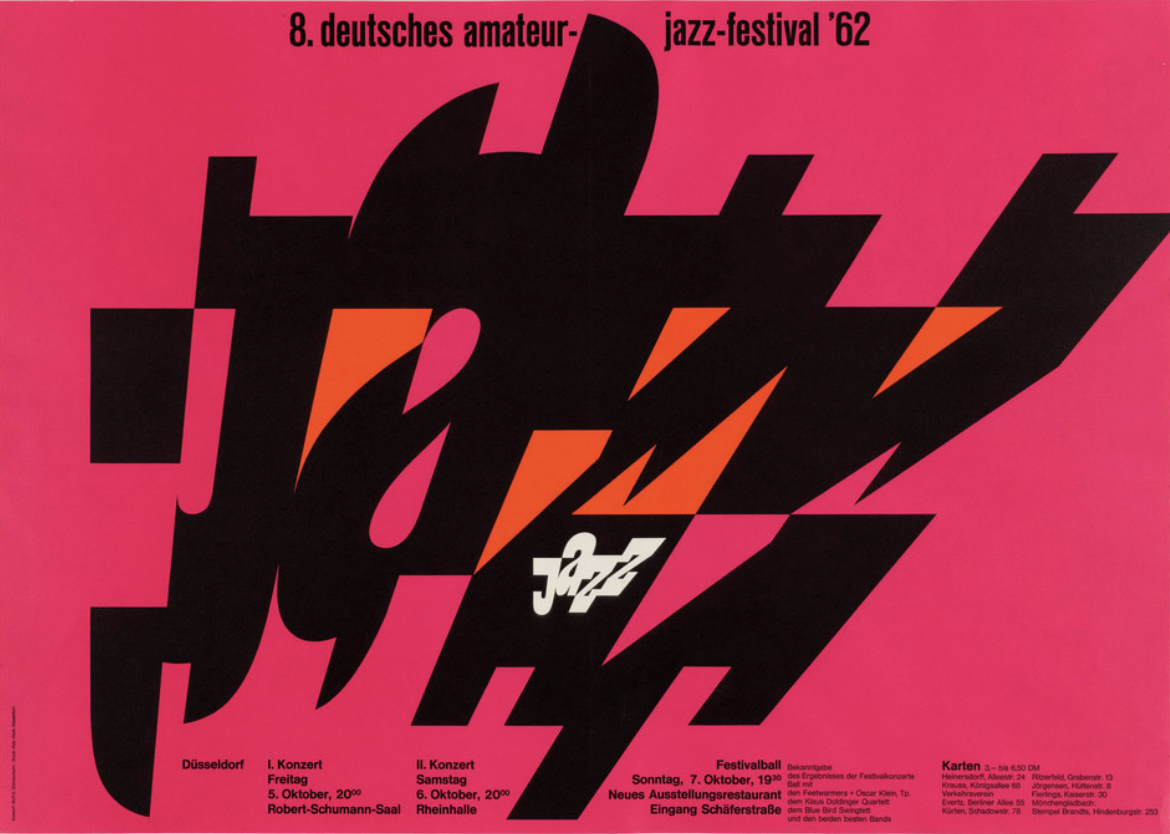 8. deutsches amateur- jazz-festival '62
jazz
jazz
Düsseldorf
I. Konzert
Freitag
5. Oktober, 20⁰⁰
Robert-Schumann-Saal
II. Konzert
Samstag
6. Oktober, 20⁰⁰
Rheinhalle
Festivalball
Sonntag, 7. Oktober, 19³⁰
Neues Ausstellungsrestaurant
Eingang Schäferstraße
Bekanntgabe
des Ergebnisses der Festivalkonzerte
Ball mit
den Feetwarmers + Oscar Klein, Tp.
dem Klaus Doldinger Quartett
dem Blue Bird Swingtett
und den beiden besten Bands
Karten 3,– bis 6,50 DM
Heinersdorff, Alleestr. 24
Krauss, Königsallee 66
Verkehrsverein
Evertz, Berliner Allee 55
Kürten, Schadowstr. 78
Ritzerfeld, Grabenstr. 13
Jörgensen, Hüttenstr. 8
Fierlings, Kaiserstr. 30
Mönchengladbach:
Stempel Brandts, Hindenburgstr. 253